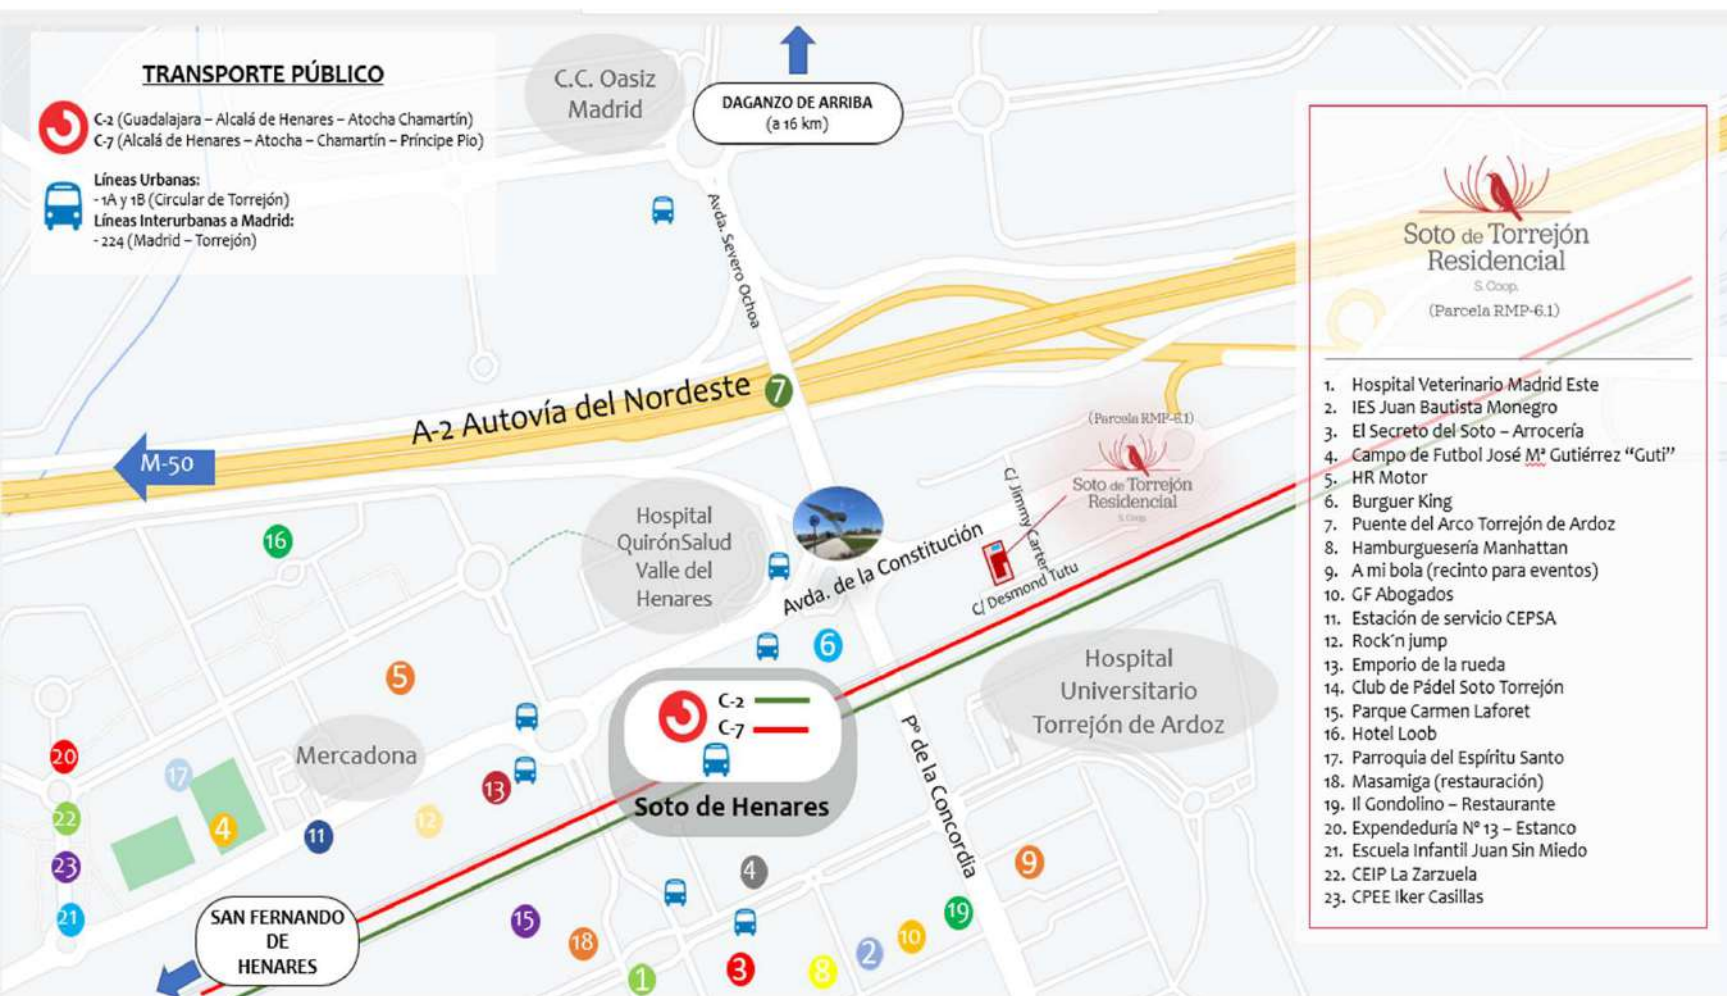 TRANSPORTE PÚBLICO
C-2 (Guadalajara – Alcalá de Henares – Atocha Chamartín)
C-7 (Alcalá de Henares – Atocha – Chamartín – Príncipe Pio)
Líneas Urbanas:
- 1A y 1B (Circular de Torrejón)
Líneas Interurbanas a Madrid:
- 224 (Madrid – Torrejón)
C.C. Oasiz
Madrid
DAGANZO DE ARRIBA
(a 16 km)
Avda. Severo Ochoa
A-2 Autovía del Nordeste
7
M-50
(Parcela RMP-6.1)
Soto de Torrejón
Residencial
S. Coop.
C/ Jimmy Carter
C/ Desmond Tutu
Avda. de la Constitución
Hospital
QuirónSalud
Valle del
Henares
16
5
6
Mercadona
Hospital
Universitario
Torrejón de Ardoz
C-2
C-7
Soto de Henares
Pº de la Concordia
20
17
22
4
11
12
13
23
21
4
9
15
18
19
10
2
1
3
8
SAN FERNANDO
DE
HENARES
Soto de Torrejón
Residencial
S. Coop.
(Parcela RMP-6.1)
1. Hospital Veterinario Madrid Este
2. IES Juan Bautista Monegro
3. El Secreto del Soto – Arrocería
4. Campo de Futbol José Mª Gutiérrez “Guti”
5. HR Motor
6. Burguer King
7. Puente del Arco Torrejón de Ardoz
8. Hamburguesería Manhattan
9. A mi bola (recinto para eventos)
10. GF Abogados
11. Estación de servicio CEPSA
12. Rock´n jump
13. Emporio de la rueda
14. Club de Pádel Soto Torrejón
15. Parque Carmen Laforet
16. Hotel Loob
17. Parroquia del Espíritu Santo
18. Masamiga (restauración)
19. Il Gondolino – Restaurante
20. Expendeduría Nº 13 – Estanco
21. Escuela Infantil Juan Sin Miedo
22. CEIP La Zarzuela
23. CPEE Iker Casillas